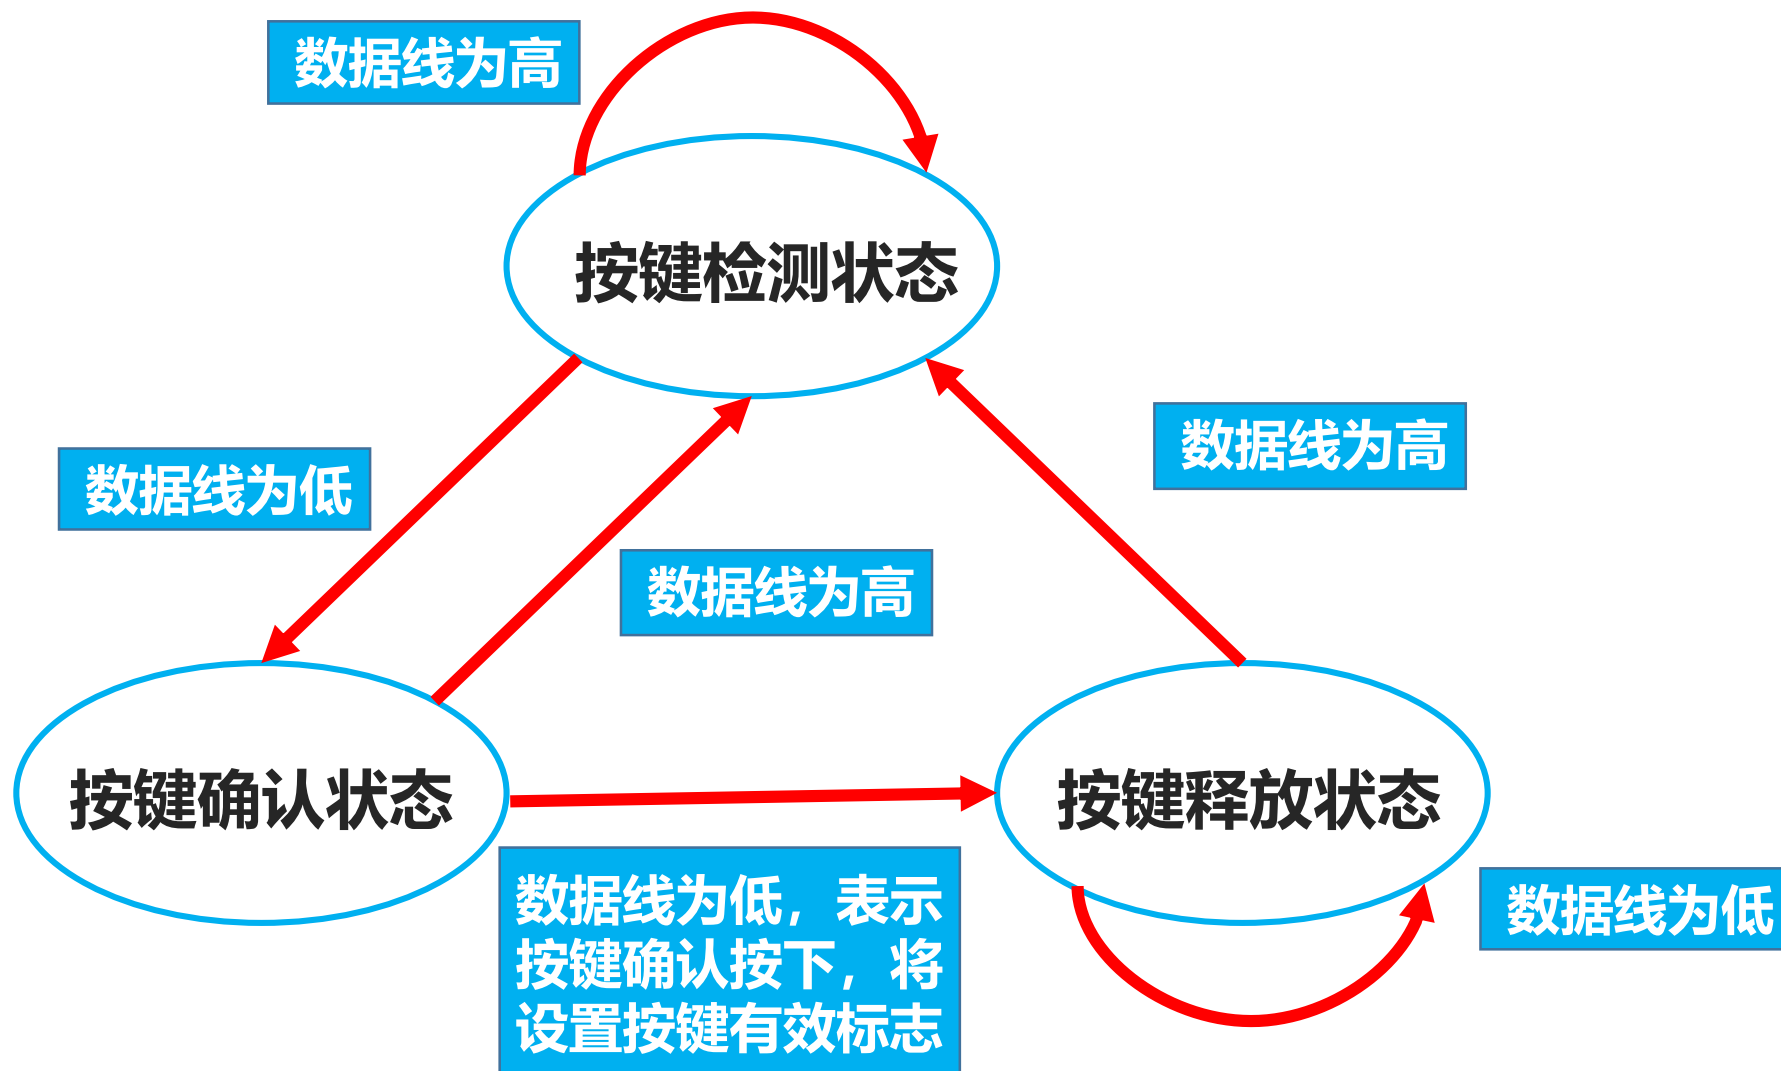 数据线为高
按键检测状态
数据线为高
数据线为低
数据线为高
按键确认状态
按键释放状态
数据线为低，表示
按键确认按下，将
设置按键有效标志
数据线为低